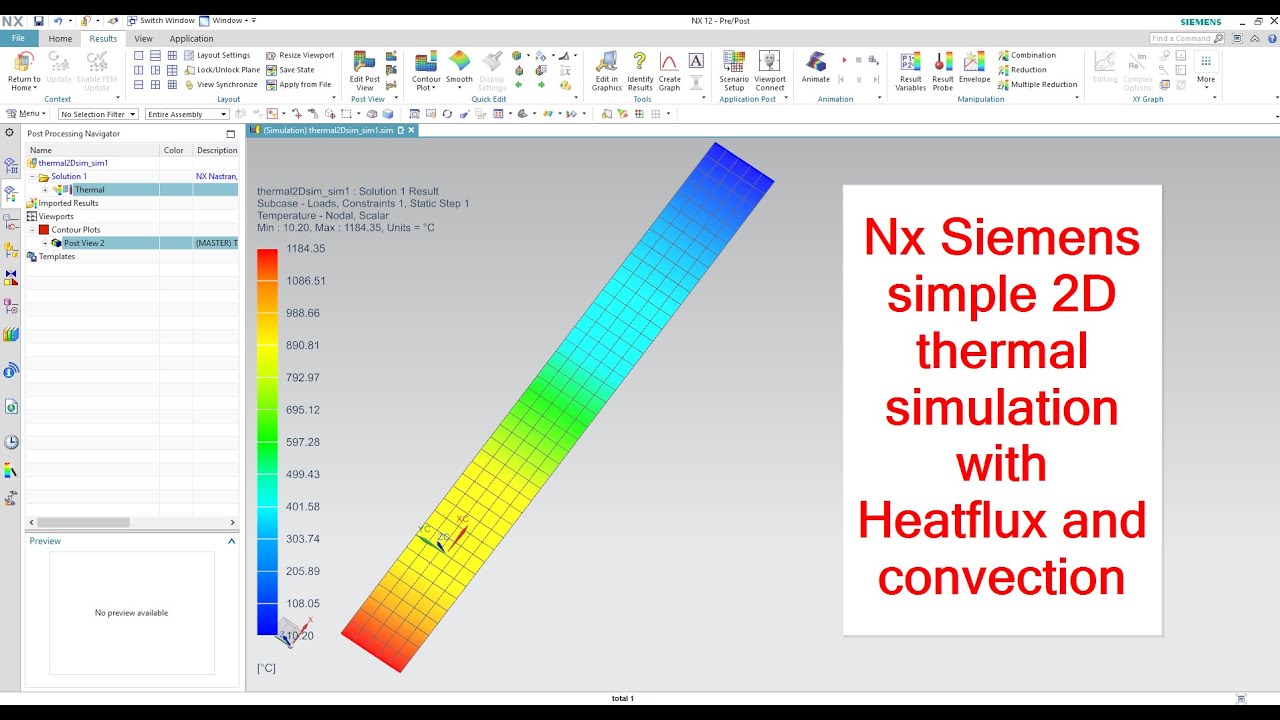 NX
Switch Window
Window
NX 12 - Pre/Post
SIEMENS
File
Home
Results
View
Application
Find a Command
Return to Home
Update
Enable FEM Update
Context
Layout Settings
Lock/Unlock Plane
View Synchronize
Resize Viewport
Save State
Apply from File
Layout
Edit Post View
Post View
Contour Plot
Smooth
Display Settings
Quick Edit
Edit in Graphics
Identify Results
Create Graph
Tools
Scenario Setup
Viewport Connect
Application Post
Animate
Animation
Result Variables
Result Probe
Envelope
Combination
Reduction
Multiple Reduction
Manipulation
Editing
Complex Options
XY Graph
More
Menu
No Selection Filter
Entire Assembly
Post Processing Navigator
(Simulation) thermal2Dsim_sim1.sim
Name
Color
Description
thermal2Dsim_sim1
Solution 1
NX Nastran,
Thermal
Imported Results
Viewports
Contour Plots
Post View 2
(MASTER) T
Templates
Preview
No preview available
thermal2Dsim_sim1 : Solution 1 Result
Subcase - Loads, Constraints 1, Static Step 1
Temperature - Nodal, Scalar
Min : 10.20, Max : 1184.35, Units = °C
1184.35
1086.51
988.66
890.81
792.97
695.12
597.28
499.43
401.58
303.74
205.89
108.05
10.20
[°C]
XC
YC
ZC
X
Nx Siemens
simple 2D
thermal
simulation
with
Heatflux and
convection
total 1